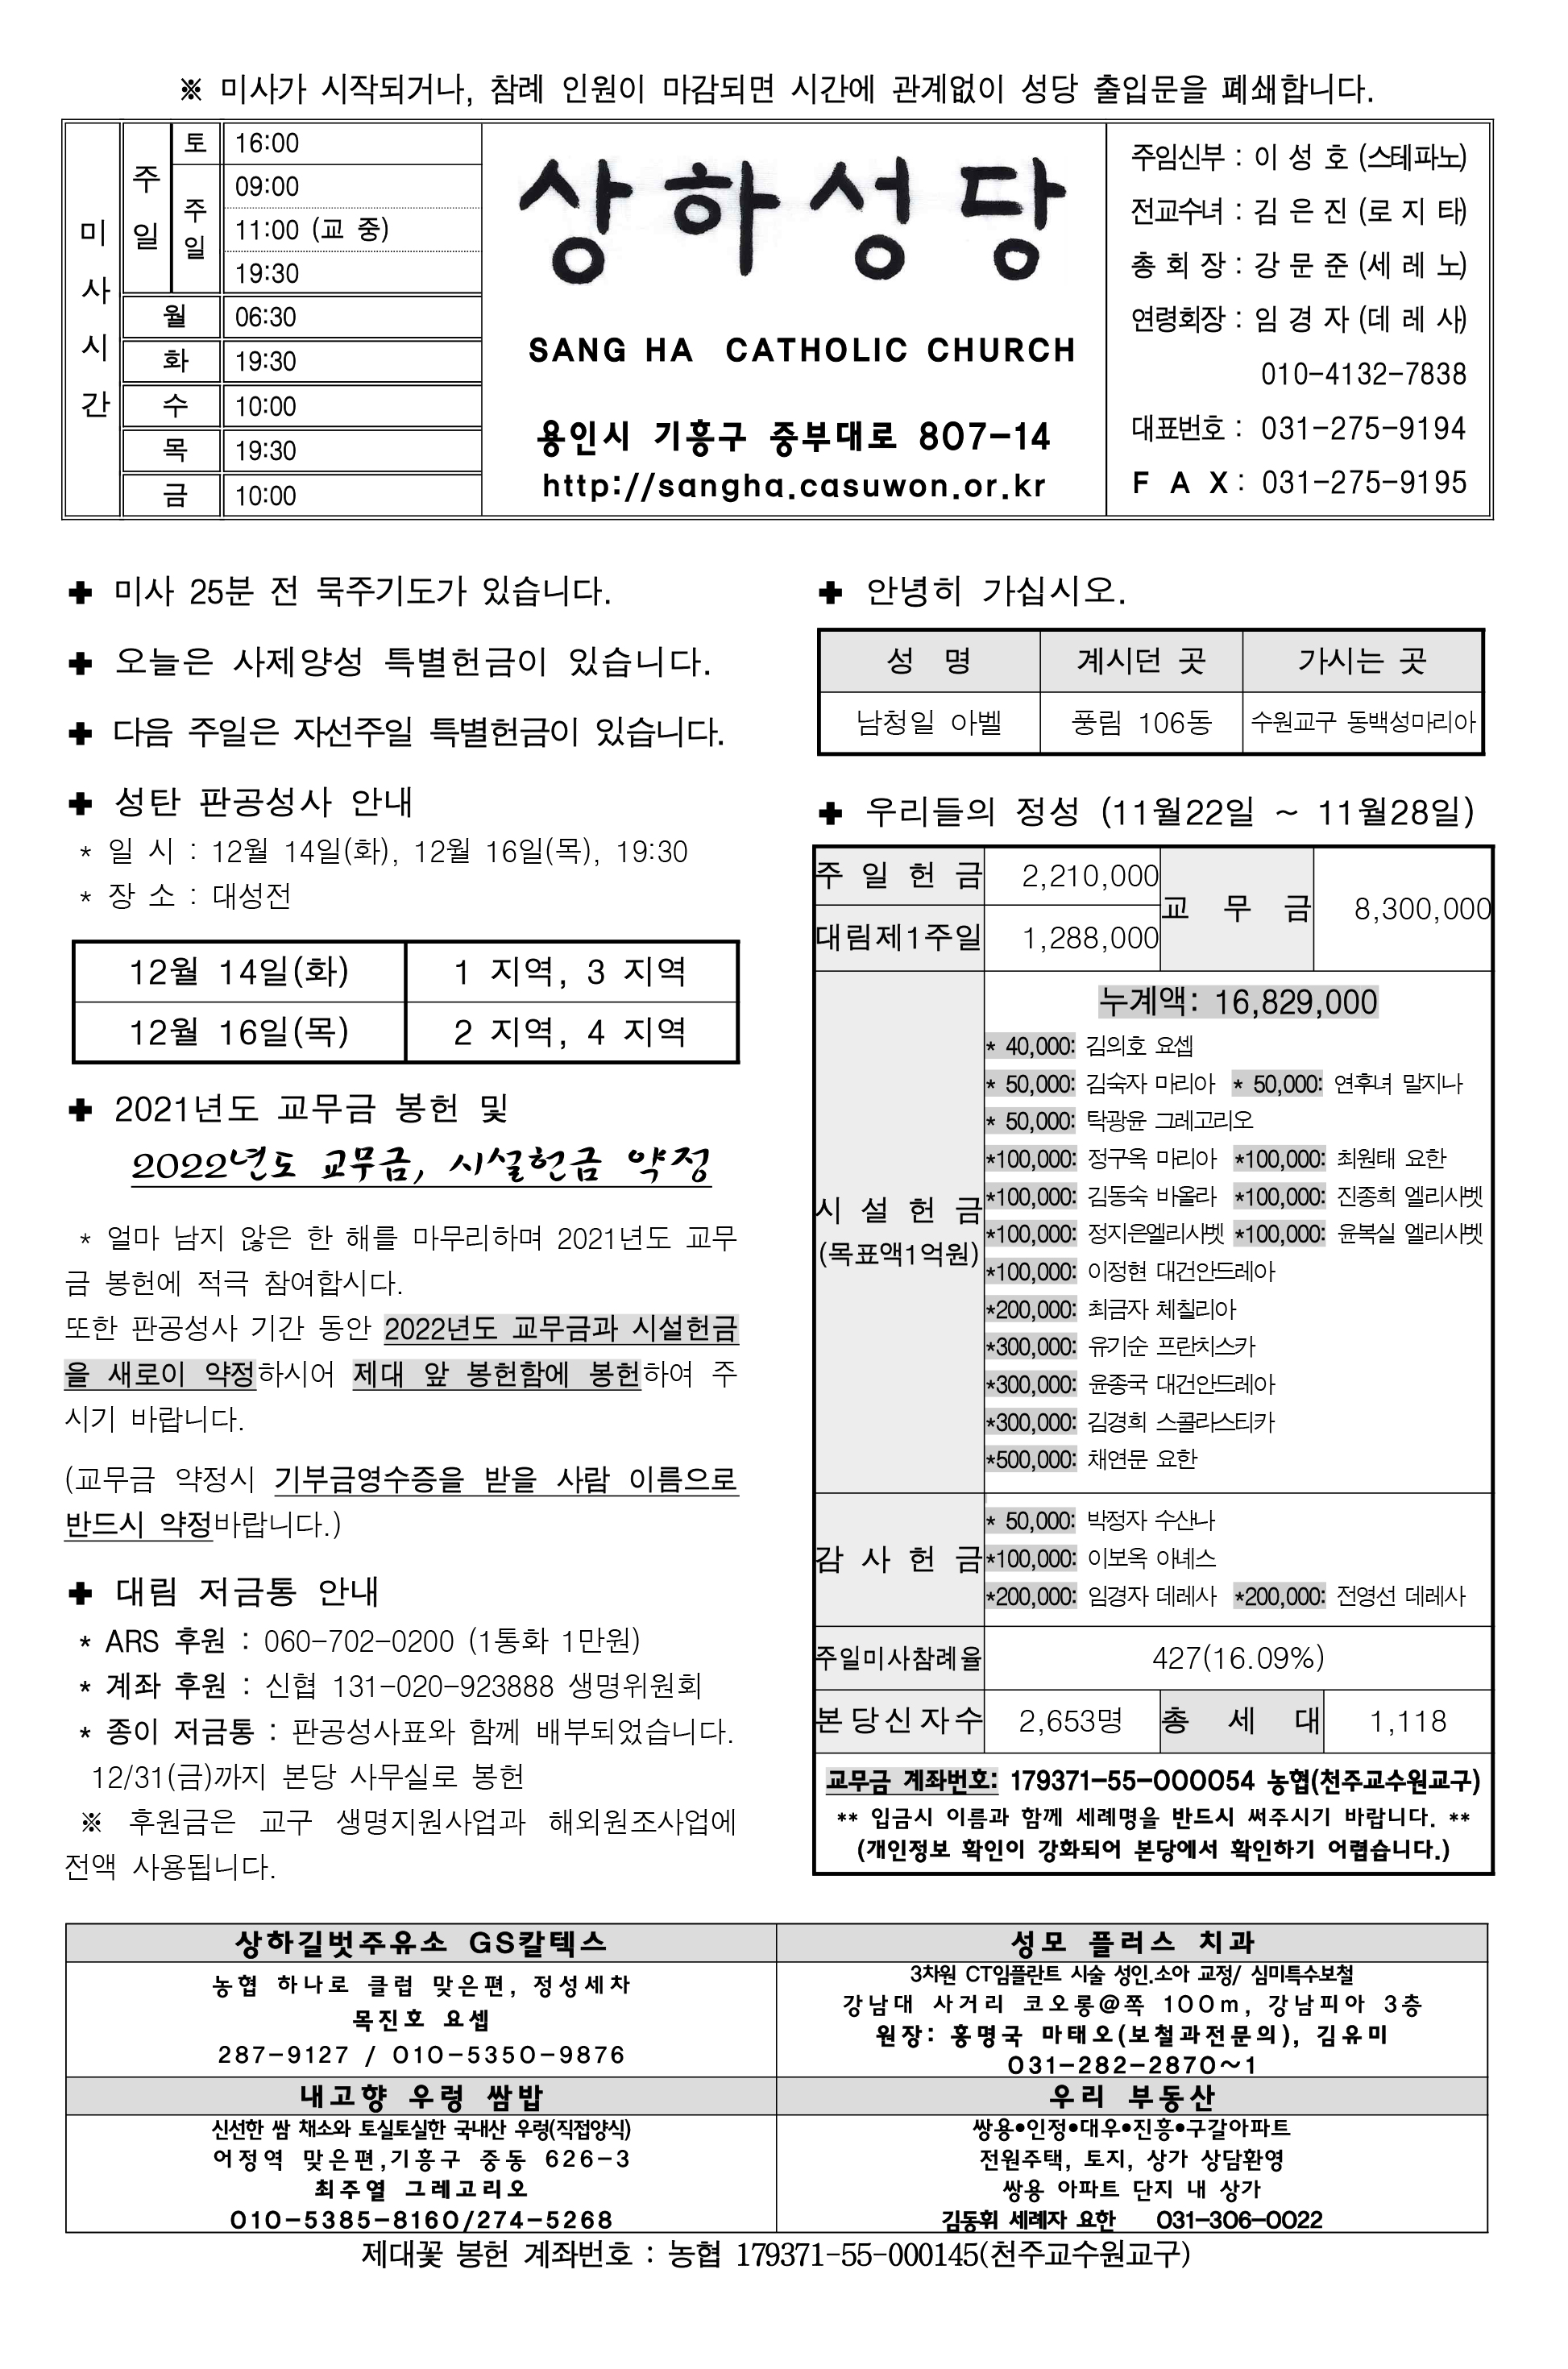 ※ 미사가 시작되거나, 참례 인원이 마감되면 시간에 관계없이 성당 출입문을 폐쇄합니다.
미사시간
주일
토 16:00
주일 09:00
11:00 (교 중)
19:30
월 06:30
화 19:30
수 10:00
목 19:30
금 10:00
상하성당
SANG HA CATHOLIC CHURCH
용인시 기흥구 중부대로 807-14
http://sangha.casuwon.or.kr
주임신부 : 이 성 호 (스테파노)
전교수녀 : 김 은 진 (로 지 타)
총 회 장 : 강 문 준 (세 레 노)
연령회장 : 임 경 자 (데 레 사)
010-4132-7838
대표번호 : 031-275-9194
F A X : 031-275-9195
✚ 미사 25분 전 묵주기도가 있습니다.
✚ 오늘은 사제양성 특별헌금이 있습니다.
✚ 다음 주일은 자선주일 특별헌금이 있습니다.
✚ 성탄 판공성사 안내
* 일 시 : 12월 14일(화), 12월 16일(목), 19:30
* 장 소 : 대성전
12월 14일(화) 1 지역, 3 지역
12월 16일(목) 2 지역, 4 지역
✚ 2021년도 교무금 봉헌 및
2022년도 교무금, 시설헌금 약정
* 얼마 남지 않은 한 해를 마무리하며 2021년도 교무
금 봉헌에 적극 참여합시다.
또한 판공성사 기간 동안 2022년도 교무금과 시설헌금
을 새로이 약정하시어 제대 앞 봉헌함에 봉헌하여 주
시기 바랍니다.
(교무금 약정시 기부금영수증을 받을 사람 이름으로
반드시 약정바랍니다.)
✚ 대림 저금통 안내
* ARS 후원 : 060-702-0200 (1통화 1만원)
* 계좌 후원 : 신협 131-020-923888 생명위원회
* 종이 저금통 : 판공성사표와 함께 배부되었습니다.
12/31(금)까지 본당 사무실로 봉헌
※ 후원금은 교구 생명지원사업과 해외원조사업에
전액 사용됩니다.
✚ 안녕히 가십시오.
성 명 계시던 곳 가시는 곳
남청일 아벨 풍림 106동 수원교구 동백성마리아
✚ 우리들의 정성 (11월22일 ~ 11월28일)
주 일 헌 금 2,210,000 교 무 금 8,300,000
대림제1주일 1,288,000
시 설 헌 금
(목표액1억원)
누계액: 16,829,000
* 40,000: 김의호 요셉
* 50,000: 김숙자 마리아 * 50,000: 연후녀 말지나
* 50,000: 탁광윤 그레고리오
*100,000: 정구옥 마리아 *100,000: 최원태 요한
*100,000: 김동숙 바올라 *100,000: 진종희 엘리사벳
*100,000: 정지은엘리사벳 *100,000: 윤복실 엘리사벳
*100,000: 이정현 대건안드레아
*200,000: 최금자 체칠리아
*300,000: 유기순 프란치스카
*300,000: 윤종국 대건안드레아
*300,000: 김경희 스콜라스티카
*500,000: 채연문 요한
감 사 헌 금
* 50,000: 박정자 수산나
*100,000: 이보옥 아녜스
*200,000: 임경자 데레사 *200,000: 전영선 데레사
주일미사참례율 427(16.09%)
본당신자수 2,653명 총 세 대 1,118
교무금 계좌번호: 179371-55-000054 농협(천주교수원교구)
** 입금시 이름과 함께 세례명을 반드시 써주시기 바랍니다. **
(개인정보 확인이 강화되어 본당에서 확인하기 어렵습니다.)
상하길벗주유소 GS칼텍스
농협 하나로 클럽 맞은편, 정성세차
목진호 요셉
287-9127 / 010-5350-9876
성모 플러스 치과
3차원 CT임플란트 시술 성인.소아 교정/ 심미특수보철
강남대 사거리 코오롱@쪽 100m, 강남피아 3층
원장: 홍명국 마태오(보철과전문의), 김유미
031-282-2870~1
내고향 우렁 쌈밥
신선한 쌈 채소와 토실토실한 국내산 우렁(직접양식)
어정역 맞은편,기흥구 중동 626-3
최주열 그레고리오
010-5385-8160/274-5268
우리 부동산
쌍용•인정•대우•진흥•구갈아파트
전원주택, 토지, 상가 상담환영
쌍용 아파트 단지 내 상가
김동휘 세례자 요한 031-306-0022
제대꽃 봉헌 계좌번호 : 농협 179371-55-000145(천주교수원교구)